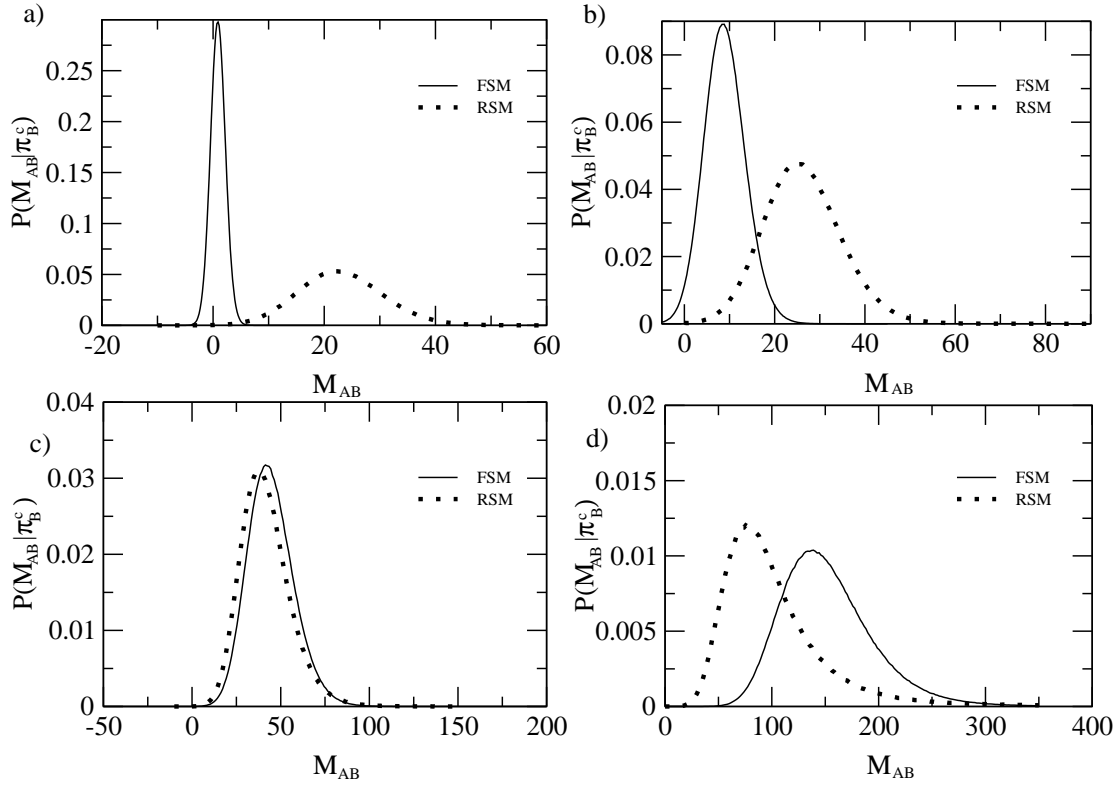 a)
P(M_AB|π_B^c)
0.25
0.2
0.15
0.1
0.05
0
-20
0
20
40
60
M_AB
FSM
RSM
b)
P(M_AB|π_B^c)
0.08
0.06
0.04
0.02
0
0
20
40
60
80
M_AB
FSM
RSM
c)
P(M_AB|π_B^c)
0.04
0.03
0.02
0.01
0
-50
0
50
100
150
200
M_AB
FSM
RSM
d)
P(M_AB|π_B^c)
0.02
0.015
0.01
0.005
0
0
100
200
300
400
M_AB
FSM
RSM